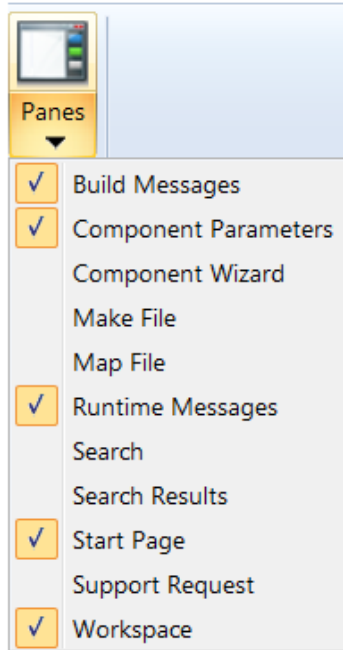 Panes
Build Messages
Component Parameters
Component Wizard
Make File
Map File
Runtime Messages
Search
Search Results
Start Page
Support Request
Workspace